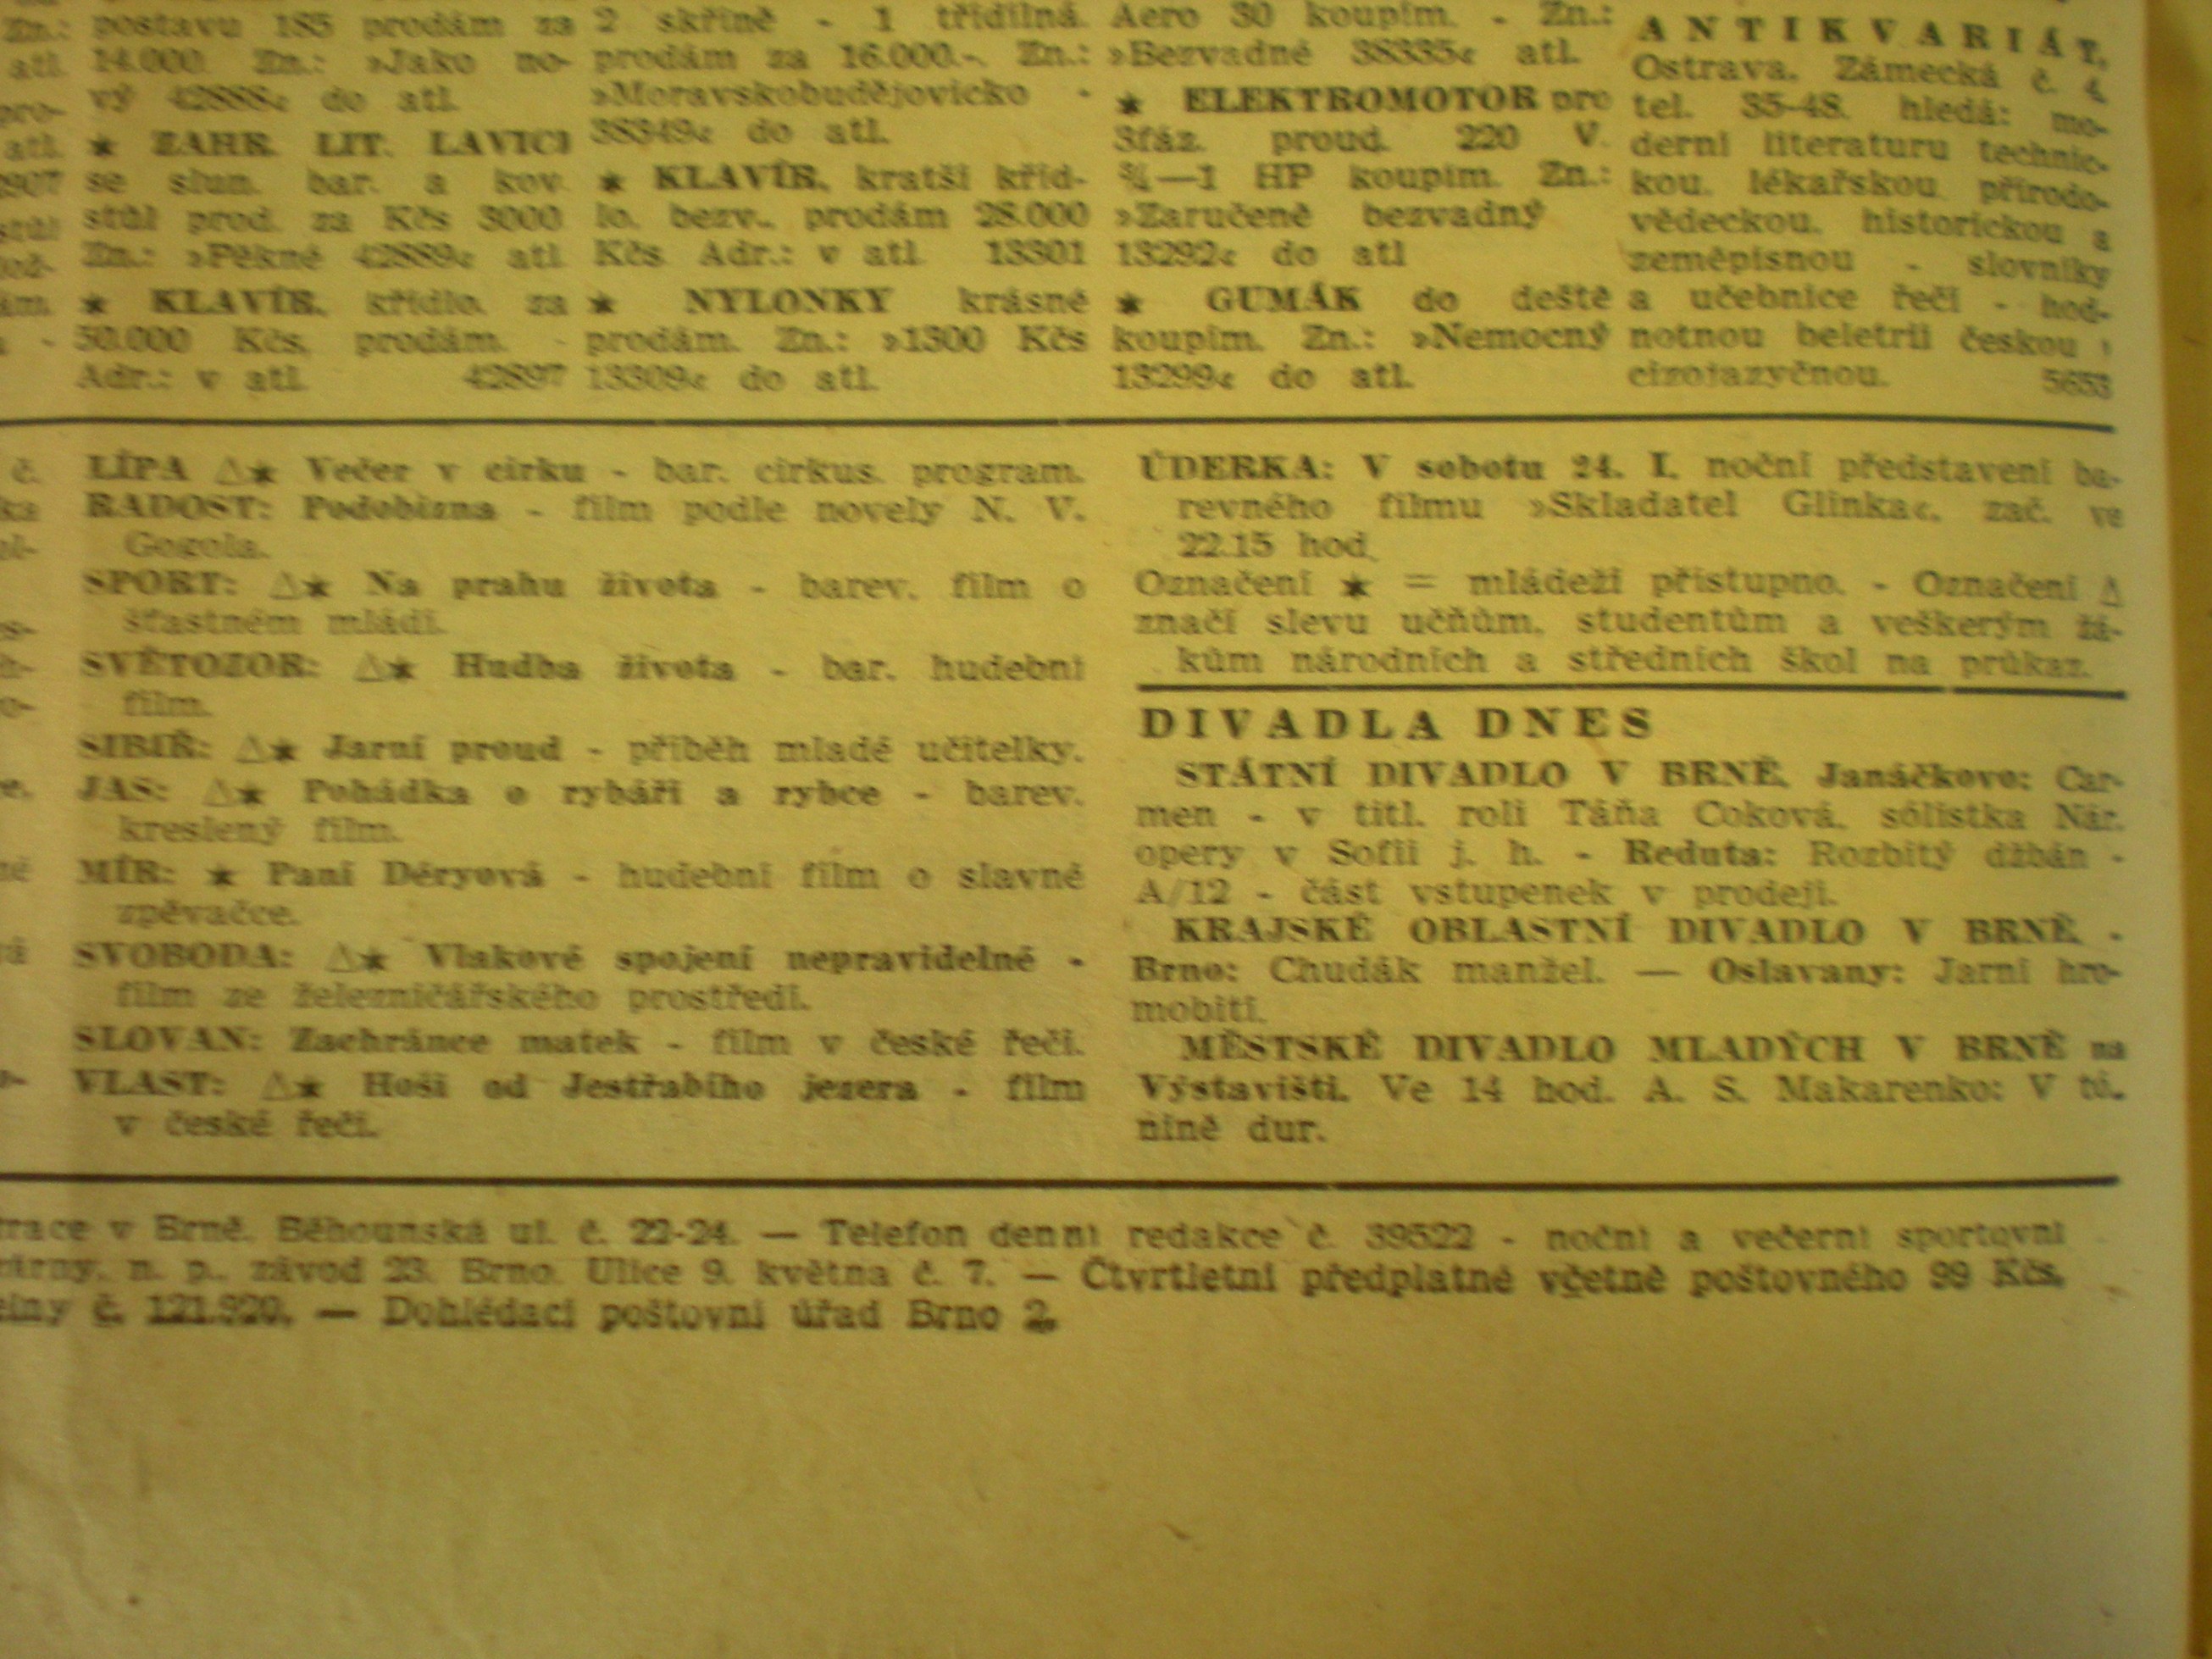 Zn.:
atl.
pro-
atl.
2907
stůl
ám.
postavu 185 prodám za
14.000. Zn.: »Jako no-
vý 42888« do atl.
★ ZAHR. LIT. LAVICI
se slun. bar. a kov.
stůl prod. za Kčs 3000
Zn.: »Pěkné 42889« atl.
★ KLAVÍR, křídlo, za
50.000 Kčs, prodám. -
Adr.: v atl. 42897
2 skříně - 1 třídílná.
prodám za 16.000.-. Zn.:
»Moravskobudějovicko -
38349« do atl.
★ KLAVÍR, kratší kříd-
lo, bezv., prodám 28.000
Kčs. Adr.: v atl. 13301
★ NYLONKY krásné
prodám. Zn.: »1300 Kčs
13309« do atl.
Aero 30 koupím. - Zn.:
»Bezvadné 38335« atl.
★ ELEKTROMOTOR pro
3fáz. proud. 220 V.
¾—1 HP koupím. Zn.:
»Zaručeně bezvadný
13292« do atl
★ GUMÁK do deště
koupím. Zn.: »Nemocný
13299« do atl.
ANTIKVARIÁT,
Ostrava, Zámecká č. 4,
tel. 35-48. hledá: mo-
derní literaturu technic-
kou, lékařskou, přírodo-
vědeckou, historickou a
zeměpisnou - slovníky
a učebnice řečí - hod-
notnou beletrii českou i
cizojazyčnou. 5653
č.
LÍPA △★ Večer v cirku - bar. cirkus. program.
RADOST: Podobizna - film podle novely N. V.
Gogola.
SPORT: △★ Na prahu života - barev. film o
šťastném mládí.
SVĚTOZOR: △★ Hudba života - bar. hudební
film.
SIBIŘ: △★ Jarní proud - příběh mladé učitelky.
JAS: △★ Pohádka o rybáři a rybce - barev.
kreslený film.
MÍR: ★ Paní Déryová - hudební film o slavné
zpěvačce.
SVOBODA: △★ Vlakové spojení nepravidelné -
film ze železničářského prostředí.
SLOVAN: Zachránce matek - film v české řeči.
VLAST: △★ Hoši od Jestřabího jezera - film
v české řeči.
ÚDERKA: V sobotu 24. I. noční představení ba-
revného filmu »Skladatel Glinka«, zač. ve
22.15 hod.
Označení ★ = mládeži přístupno. - Označení △
značí slevu učňům, studentům a veškerým žá-
kům národních a středních škol na průkaz.
DIVADLA DNES
STÁTNÍ DIVADLO V BRNĚ. Janáčkovo: Car-
men - v titl. roli Táňa Coková, sólistka Nár.
opery v Sofii j. h. - Reduta: Rozbitý džbán -
A/12 - část vstupenek v prodeji.
KRAJSKÉ OBLASTNÍ DIVADLO V BRNĚ. -
Brno: Chudák manžel. — Oslavany: Jarní hro-
mobití.
MĚSTSKÉ DIVADLO MLADÝCH V BRNĚ na
Výstavišti. Ve 14 hod. A. S. Makarenko: V tó-
nině dur.
trace v Brně. Běhounská ul. č. 22-24. — Telefon denní redakce č. 39522 - noční a večerní sportovní
kárny, n. p., závod 23. Brno. Ulice 9. května č. 7. — Čtvrtletní předplatné včetně poštovného 99 Kčs.
elny č. 121.920. — Dohlédací poštovní úřad Brno 2.